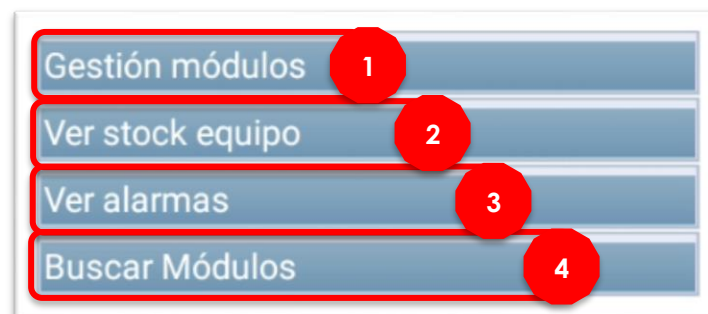 Gestión módulos 1
Ver stock equipo 2
Ver alarmas 3
Buscar Módulos 4